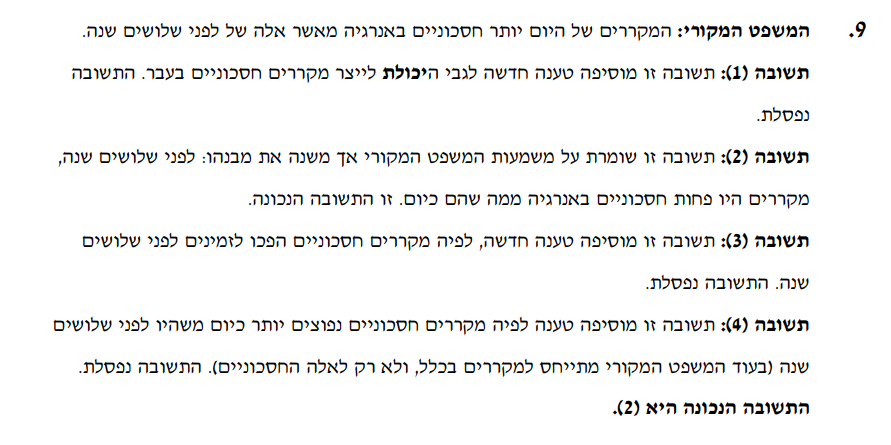 9. המשפט המקורי: המקררים של היום יותר חסכוניים באנרגיה מאשר אלה של לפני שלושים שנה.
תשובה (1): תשובה זו מוסיפה טענה חדשה לגבי היכולת לייצר מקררים חסכוניים בעבר. התשובה
נפסלת.
תשובה (2): תשובה זו שומרת על משמעות המשפט המקורי אך משנה את מבנהו: לפני שלושים שנה,
מקררים היו פחות חסכוניים באנרגיה ממה שהם כיום. זו התשובה הנכונה.
תשובה (3): תשובה זו מוסיפה טענה חדשה, לפיה מקררים חסכוניים הפכו לזמינים לפני שלושים
שנה. התשובה נפסלת.
תשובה (4): תשובה זו מוסיפה טענה לפיה מקררים חסכוניים נפוצים יותר כיום משהיו לפני שלושים
שנה (בעוד המשפט המקורי מתייחס למקררים בכלל, ולא רק לאלה החסכוניים). התשובה נפסלת.
התשובה הנכונה היא (2).